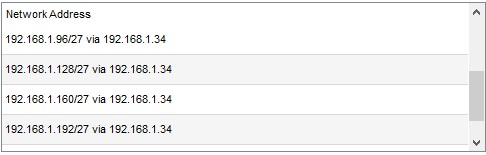 Network Address
192.168.1.96/27 via 192.168.1.34
192.168.1.128/27 via 192.168.1.34
192.168.1.160/27 via 192.168.1.34
192.168.1.192/27 via 192.168.1.34